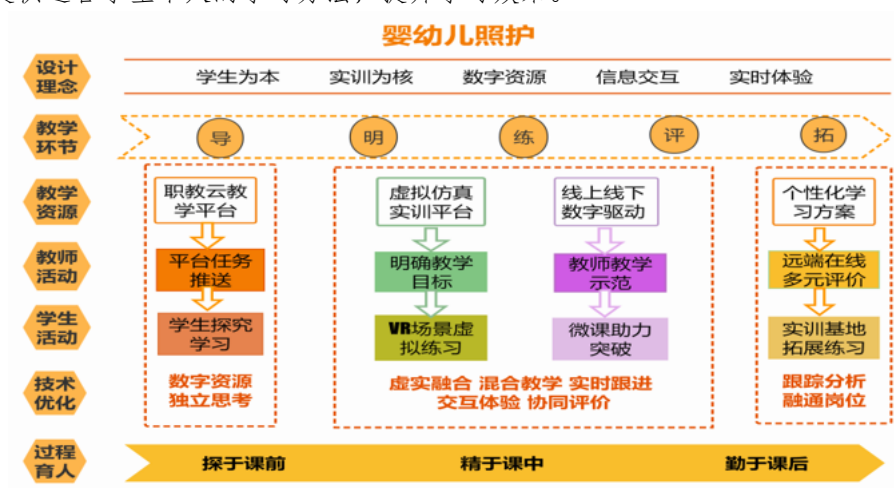 婴幼儿照护
设计
理念
学生为本 实训为核 数字资源 信息交互 实时体验
教学
环节
导 明 练 评 拓
教学
资源
职教云教
学平台
虚拟仿真
实训平台
线上线下
数字驱动
个性化学
习方案
教师
活动
平台任务
推送
明确教学
目标
教师教学
示范
远端在线
多元评价
学生
活动
学生探究
学习
VR场景虚
拟练习
微课助力
突破
实训基地
拓展练习
技术
优化
数字资源
独立思考
虚实融合 混合教学 实时跟进
交互体验 协同评价
跟踪分析
融通岗位
过程
育人
探于课前 精于课中 勤于课后